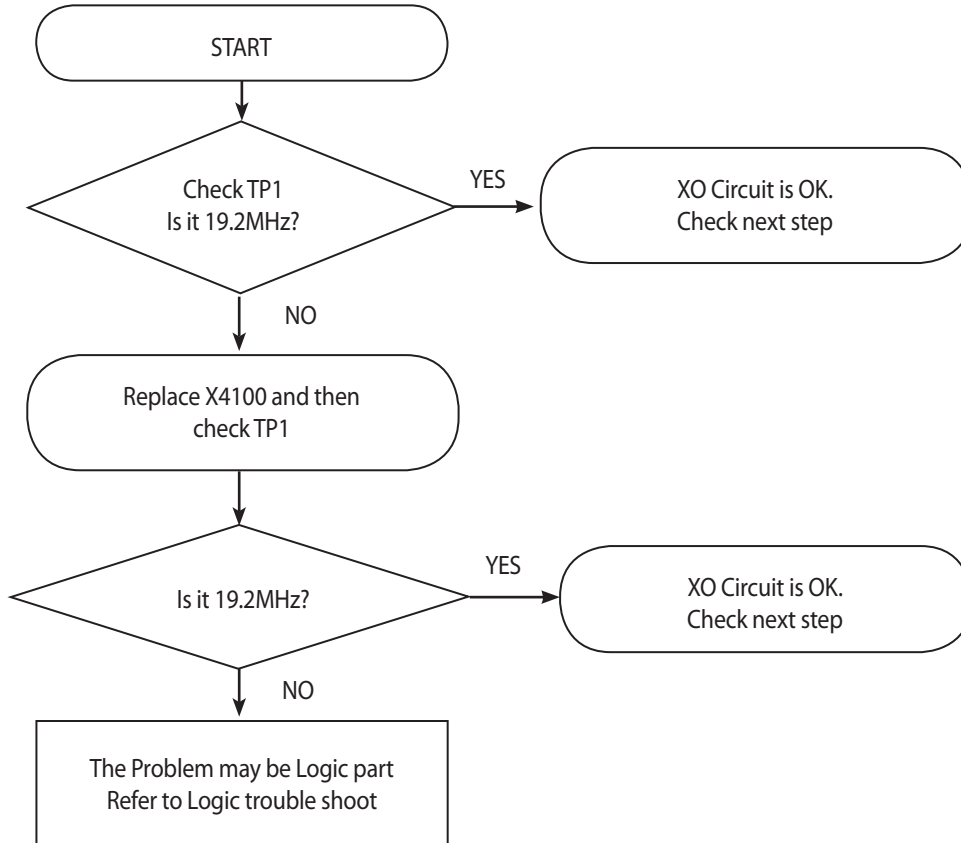 START
Check TP1
Is it 19.2MHz?
YES
XO Circuit is OK.
Check next step
NO
Replace X4100 and then
check TP1
Is it 19.2MHz?
YES
XO Circuit is OK.
Check next step
NO
The Problem may be Logic part
Refer to Logic trouble shoot